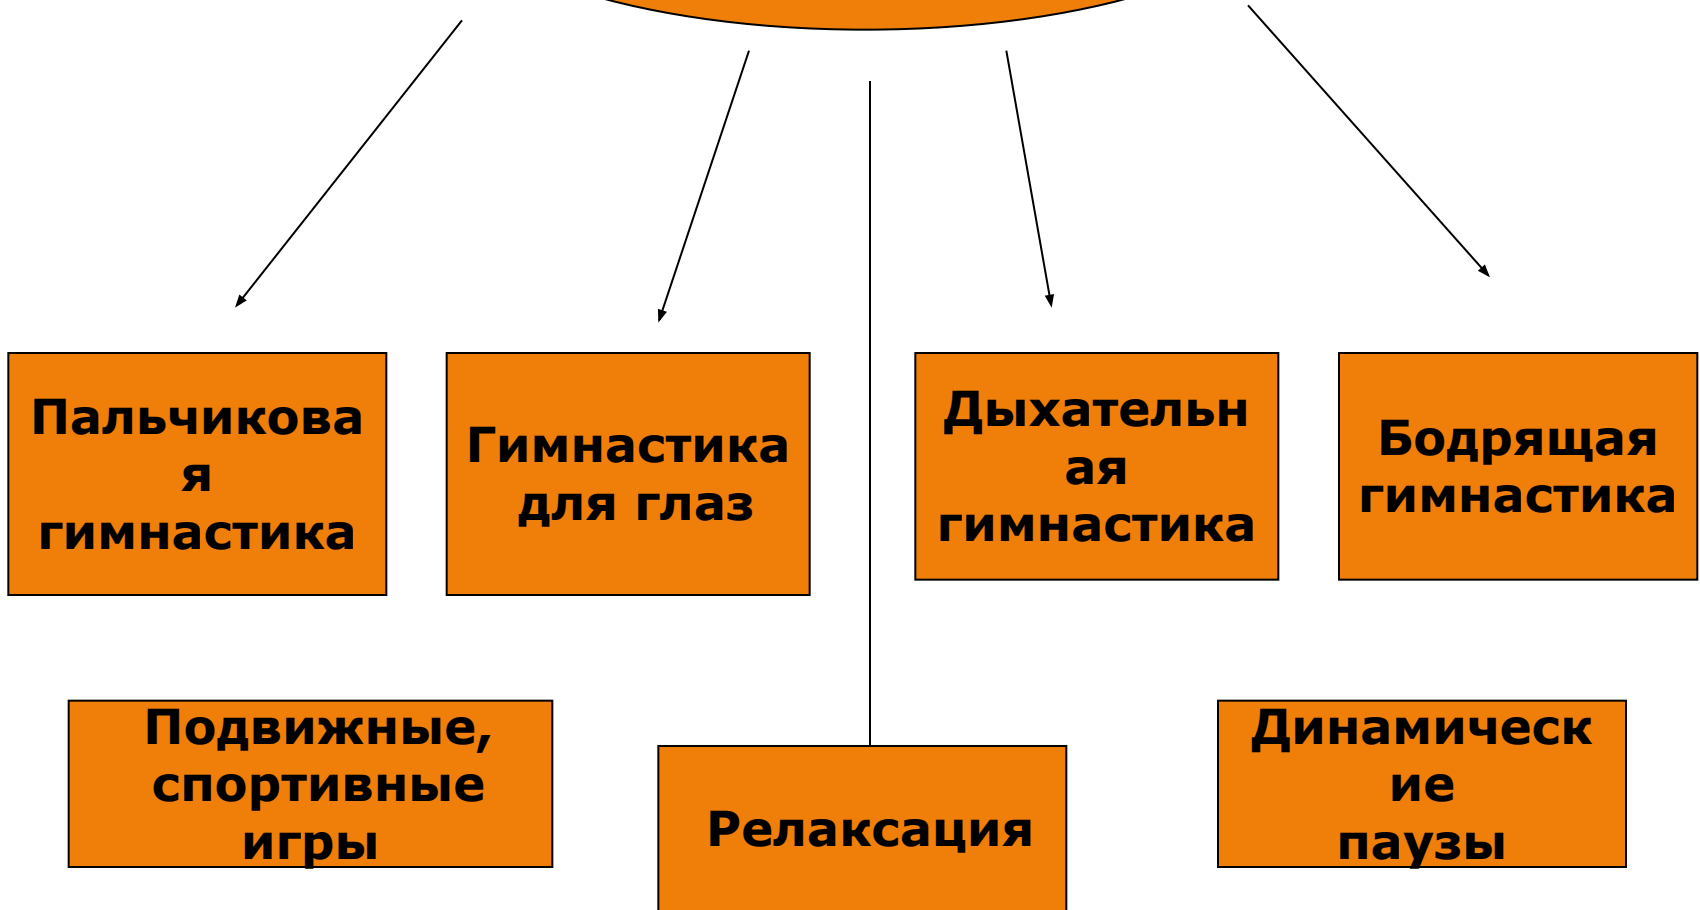 Пальчикова
я
гимнастика
Гимнастика
для глаз
Дыхательн
ая
гимнастика
Бодрящая
гимнастика
Подвижные,
спортивные
игры
Релаксация
Динамическ
ие
паузы